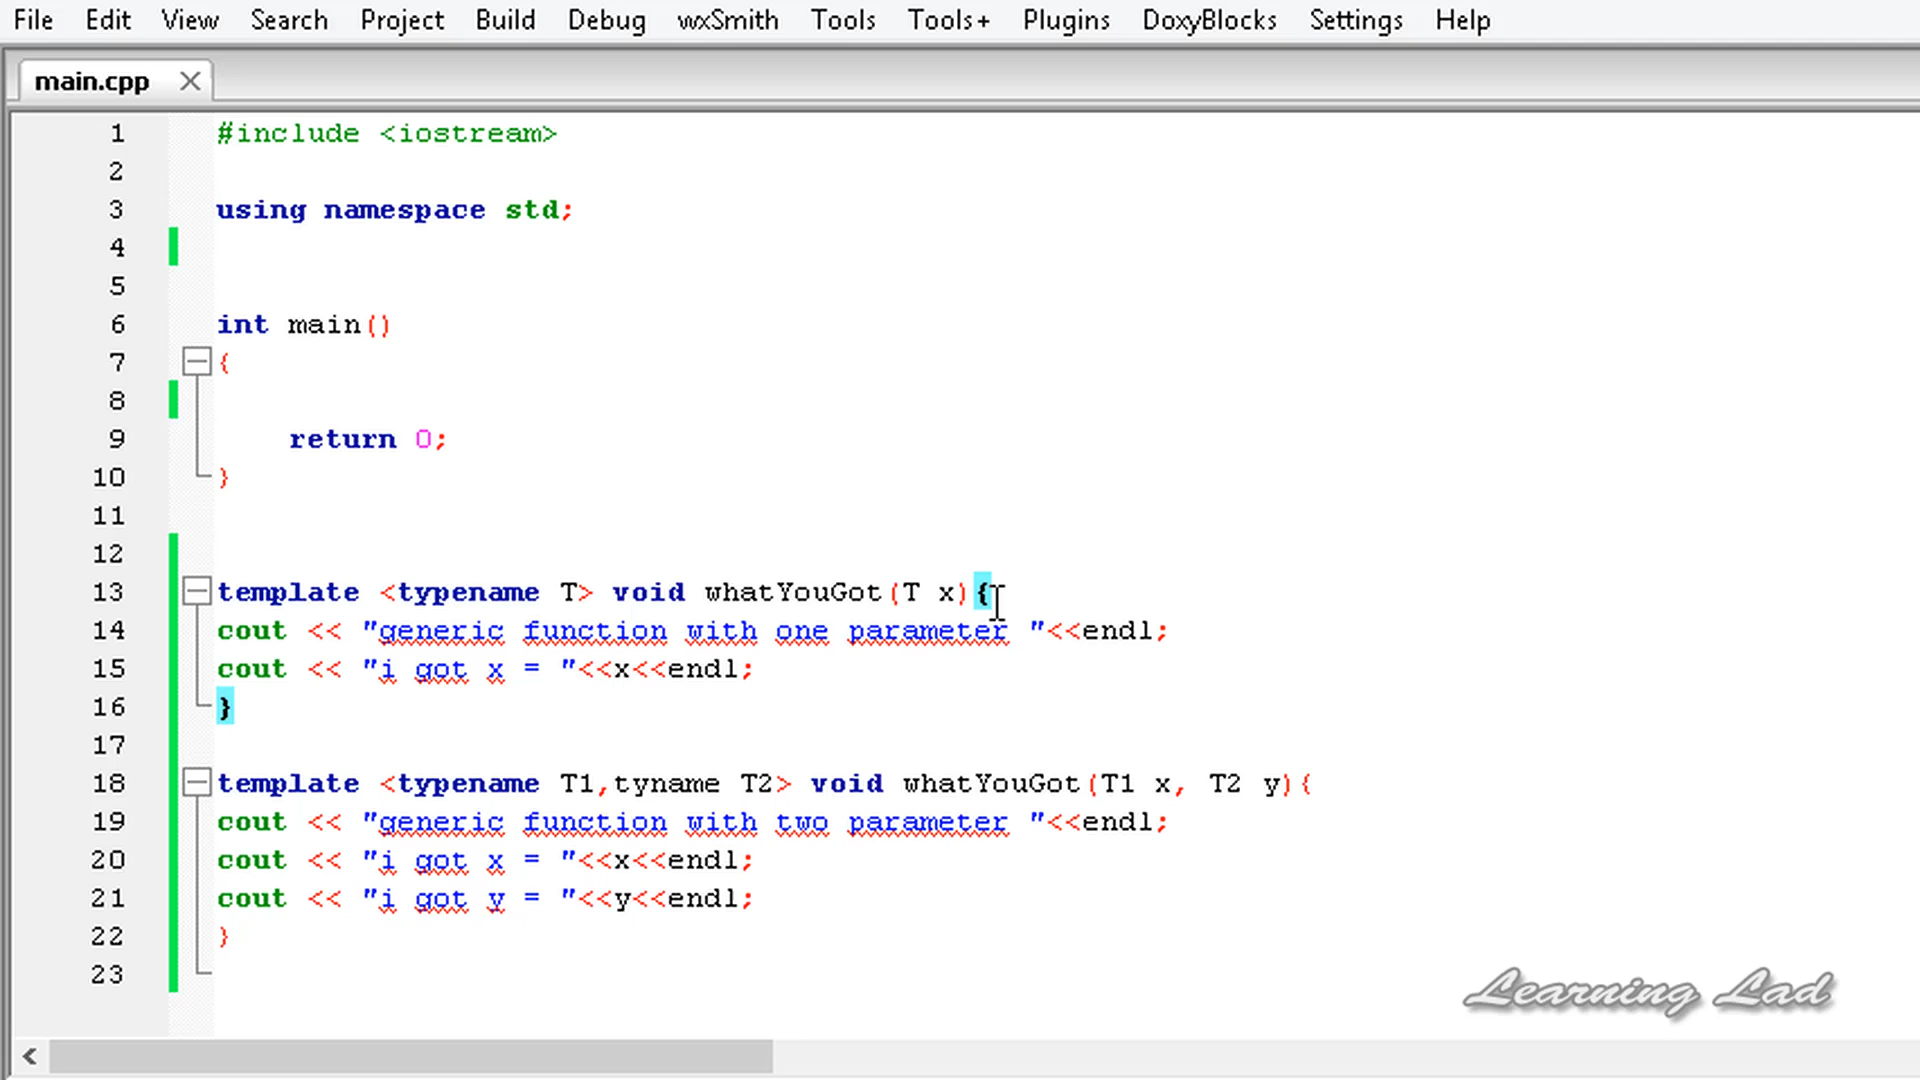 File Edit View Search Project Build Debug wxSmith Tools Tools+ Plugins DoxyBlocks Settings Help
main.cpp
1 #include <iostream>
2
3 using namespace std;
4
5
6 int main()
7 {
8
9 return 0;
10 }
11
12
13 template <typename T> void whatYouGot(T x){
14 cout << "generic function with one parameter "<<endl;
15 cout << "i got x = "<<x<<endl;
16 }
17
18 template <typename T1,tyname T2> void whatYouGot(T1 x, T2 y){
19 cout << "generic function with two parameter "<<endl;
20 cout << "i got x = "<<x<<endl;
21 cout << "i got y = "<<y<<endl;
22 }
23
Learning Lad